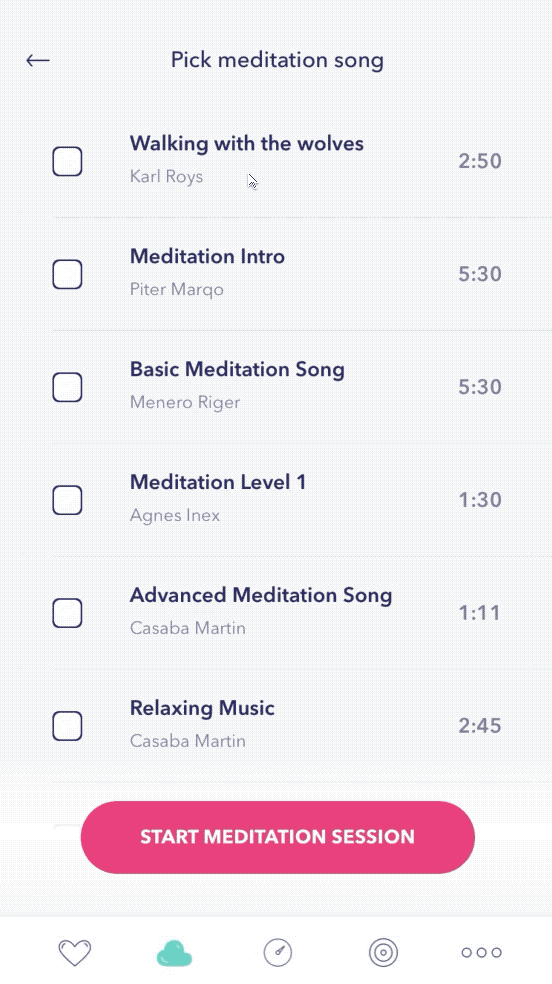 Pick meditation song
Walking with the wolves
Karl Roys
2:50
Meditation Intro
Piter Marqo
5:30
Basic Meditation Song
Menero Riger
5:30
Meditation Level 1
Agnes Inex
1:30
Advanced Meditation Song
Casaba Martin
1:11
Relaxing Music
Casaba Martin
2:45
START MEDITATION SESSION